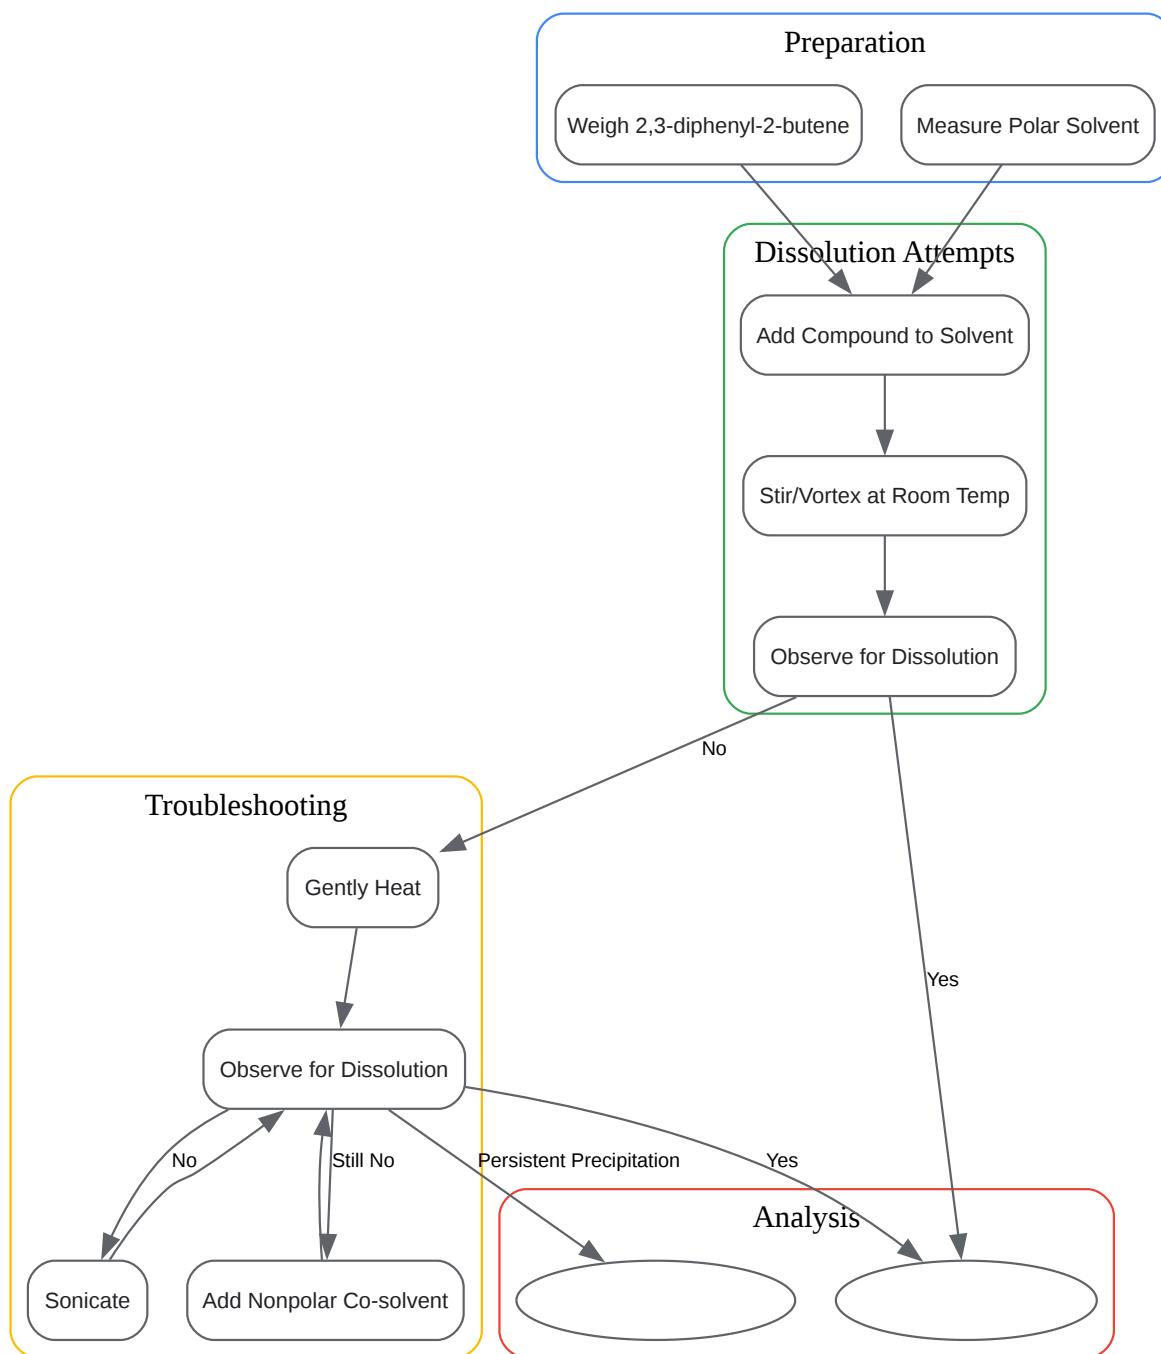 Preparation
Weigh 2,3-diphenyl-2-butene
Measure Polar Solvent
Dissolution Attempts
Add Compound to Solvent
Stir/Vortex at Room Temp
Observe for Dissolution
No
Troubleshooting
Gently Heat
Yes
Observe for Dissolution
No
Still No
Persistent Precipitation
Yes
Analysis
Sonicate
Add Nonpolar Co-solvent